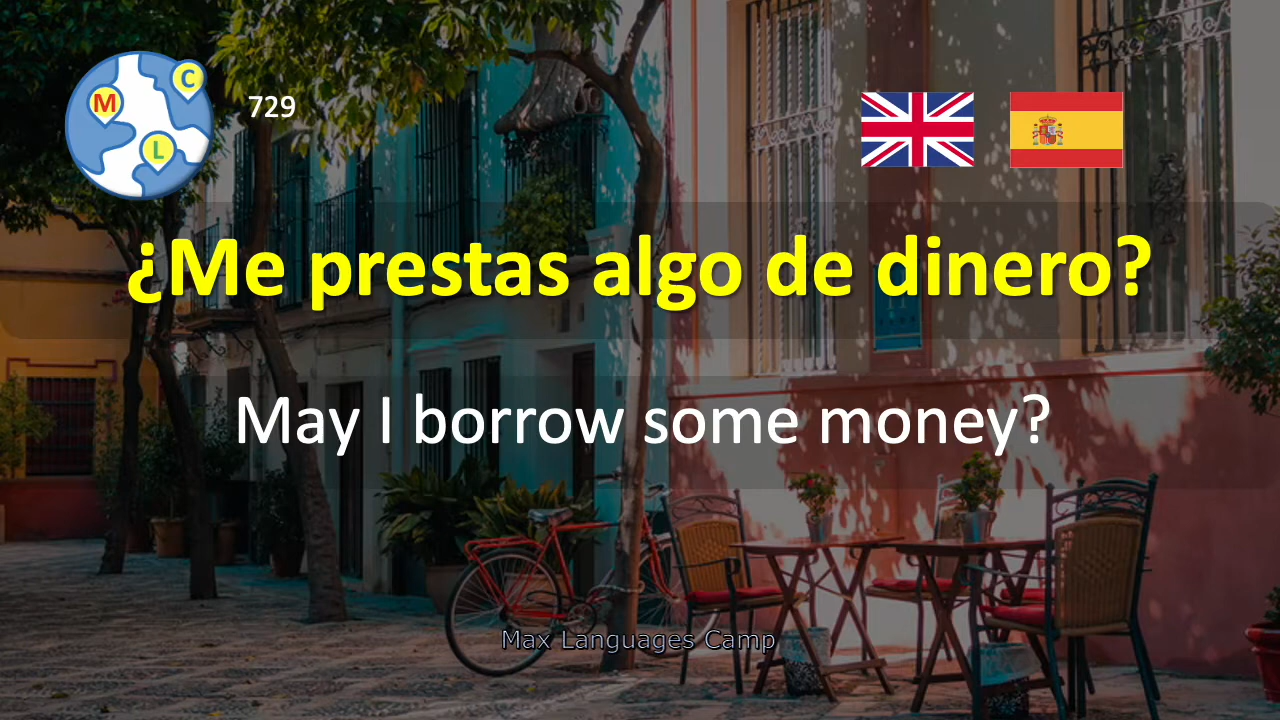 M
C
L
729
¿Me prestas algo de dinero?
May I borrow some money?
Max Languages Camp